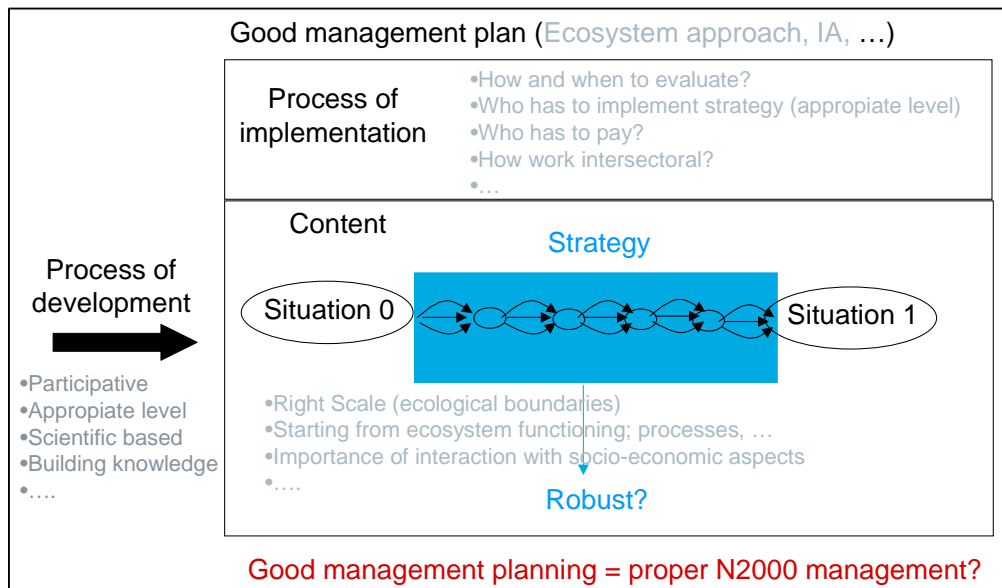 Good management plan (Ecosystem approach, IA, …)
Process of
implementation
•How and when to evaluate?
•Who has to implement strategy (appropiate level)
•Who has to pay?
•How work intersectoral?
•…
Process of
development
•Participative
•Appropiate level
•Scientific based
•Building knowledge
•….
Content
Strategy
Situation 0
Situation 1
•Right Scale (ecological boundaries)
•Starting from ecosystem functioning; processes, …
•Importance of interaction with socio-economic aspects
•….
Robust?
Good management planning = proper N2000 management?